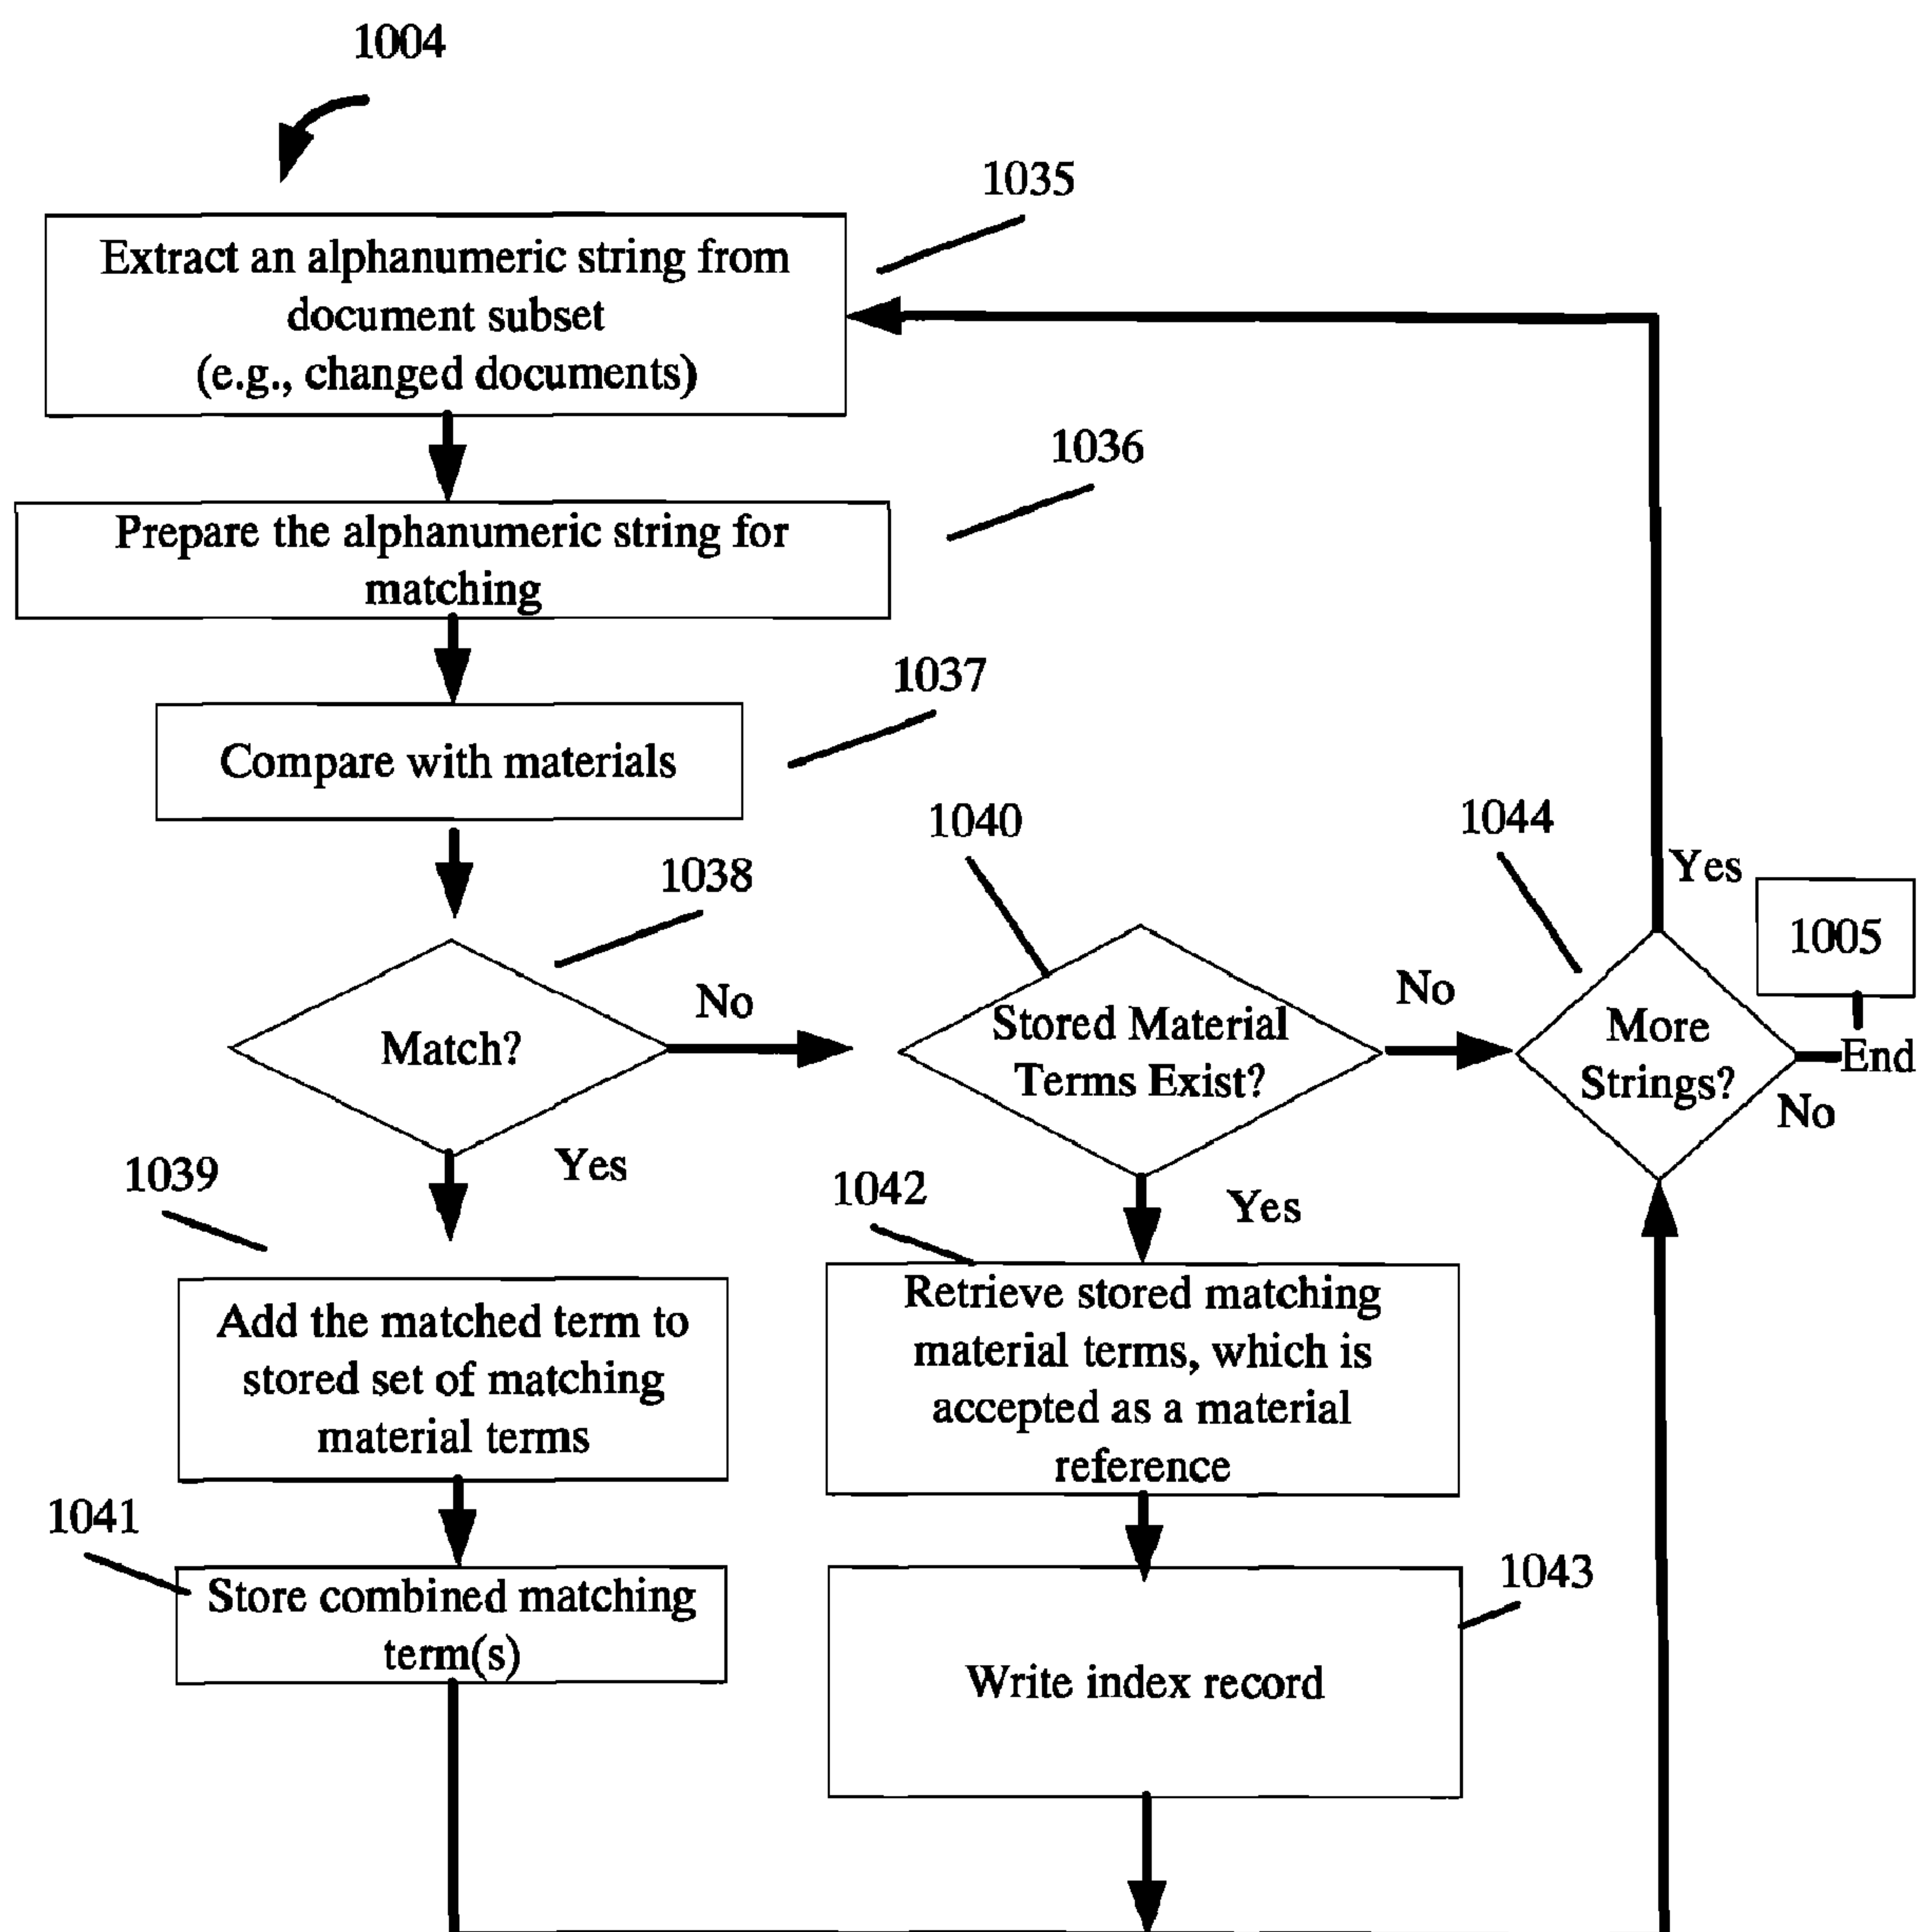 1004
1035
Extract an alphanumeric string from
document subset
(e.g., changed documents)
1036
Prepare the alphanumeric string for
matching
1037
Compare with materials
1038
Match?
No
Yes
1040
Stored Material
Terms Exist?
No
Yes
1044
More
Strings?
Yes
No
1005
End
1039
Add the matched term to
stored set of matching
material terms
1041
Store combined matching
term(s)
1042
Retrieve stored matching
material terms, which is
accepted as a material
reference
1043
Write index record